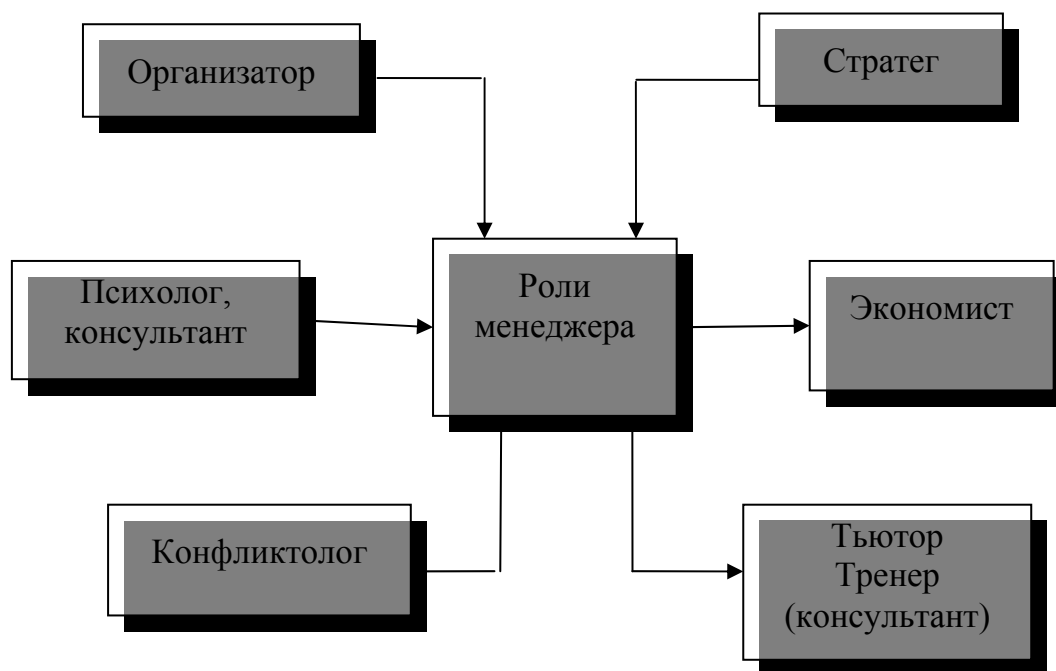 Организатор
Стратег
Психолог,
консультант
Роли
менеджера
Экономист
Конфликтолог
Тьютор
Тренер
(консультант)